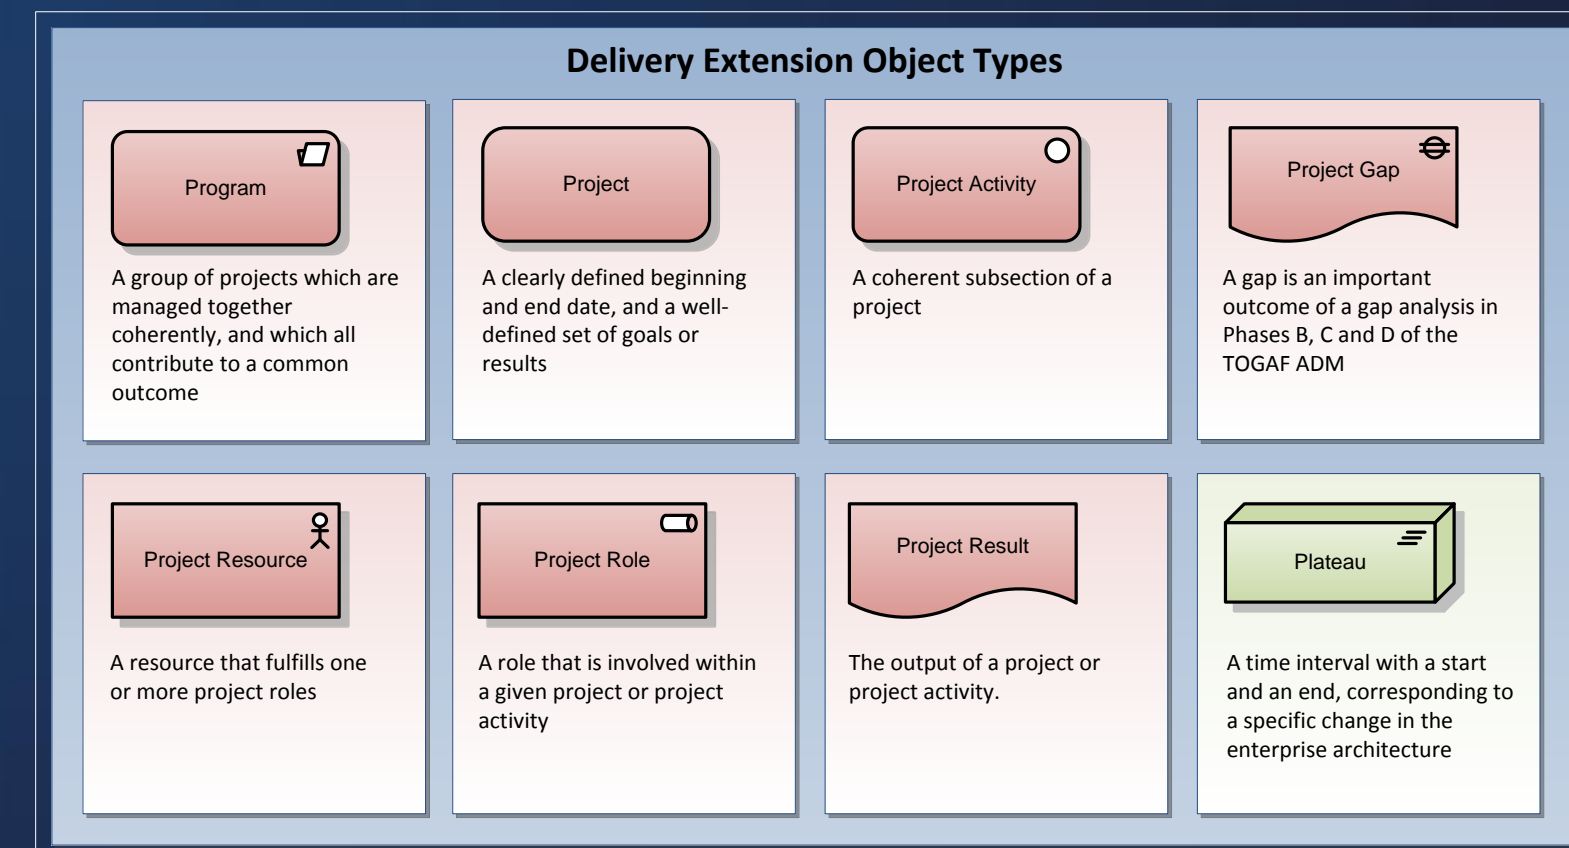 Delivery Extension Object Types
Program
A group of projects which are
managed together
coherently, and which all
contribute to a common
outcome
Project
A clearly defined beginning
and end date, and a well-
defined set of goals or
results
Project Activity
A coherent subsection of a
project
Project Gap
A gap is an important
outcome of a gap analysis in
Phases B, C and D of the
TOGAF ADM
Project Resource
A resource that fulfills one
or more project roles
Project Role
A role that is involved within
a given project or project
activity
Project Result
The output of a project or
project activity.
Plateau
A time interval with a start
and an end, corresponding to
a specific change in the
enterprise architecture